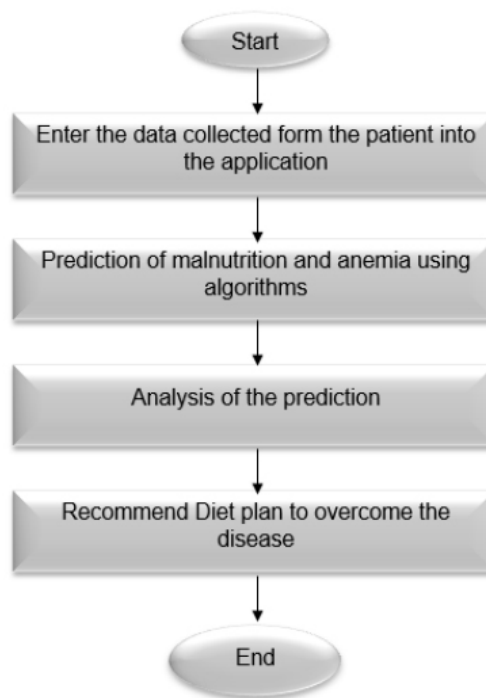 Start
Enter the data collected form the patient into
the application
Prediction of malnutrition and anemia using
algorithms
Analysis of the prediction
Recommend Diet plan to overcome the
disease
End